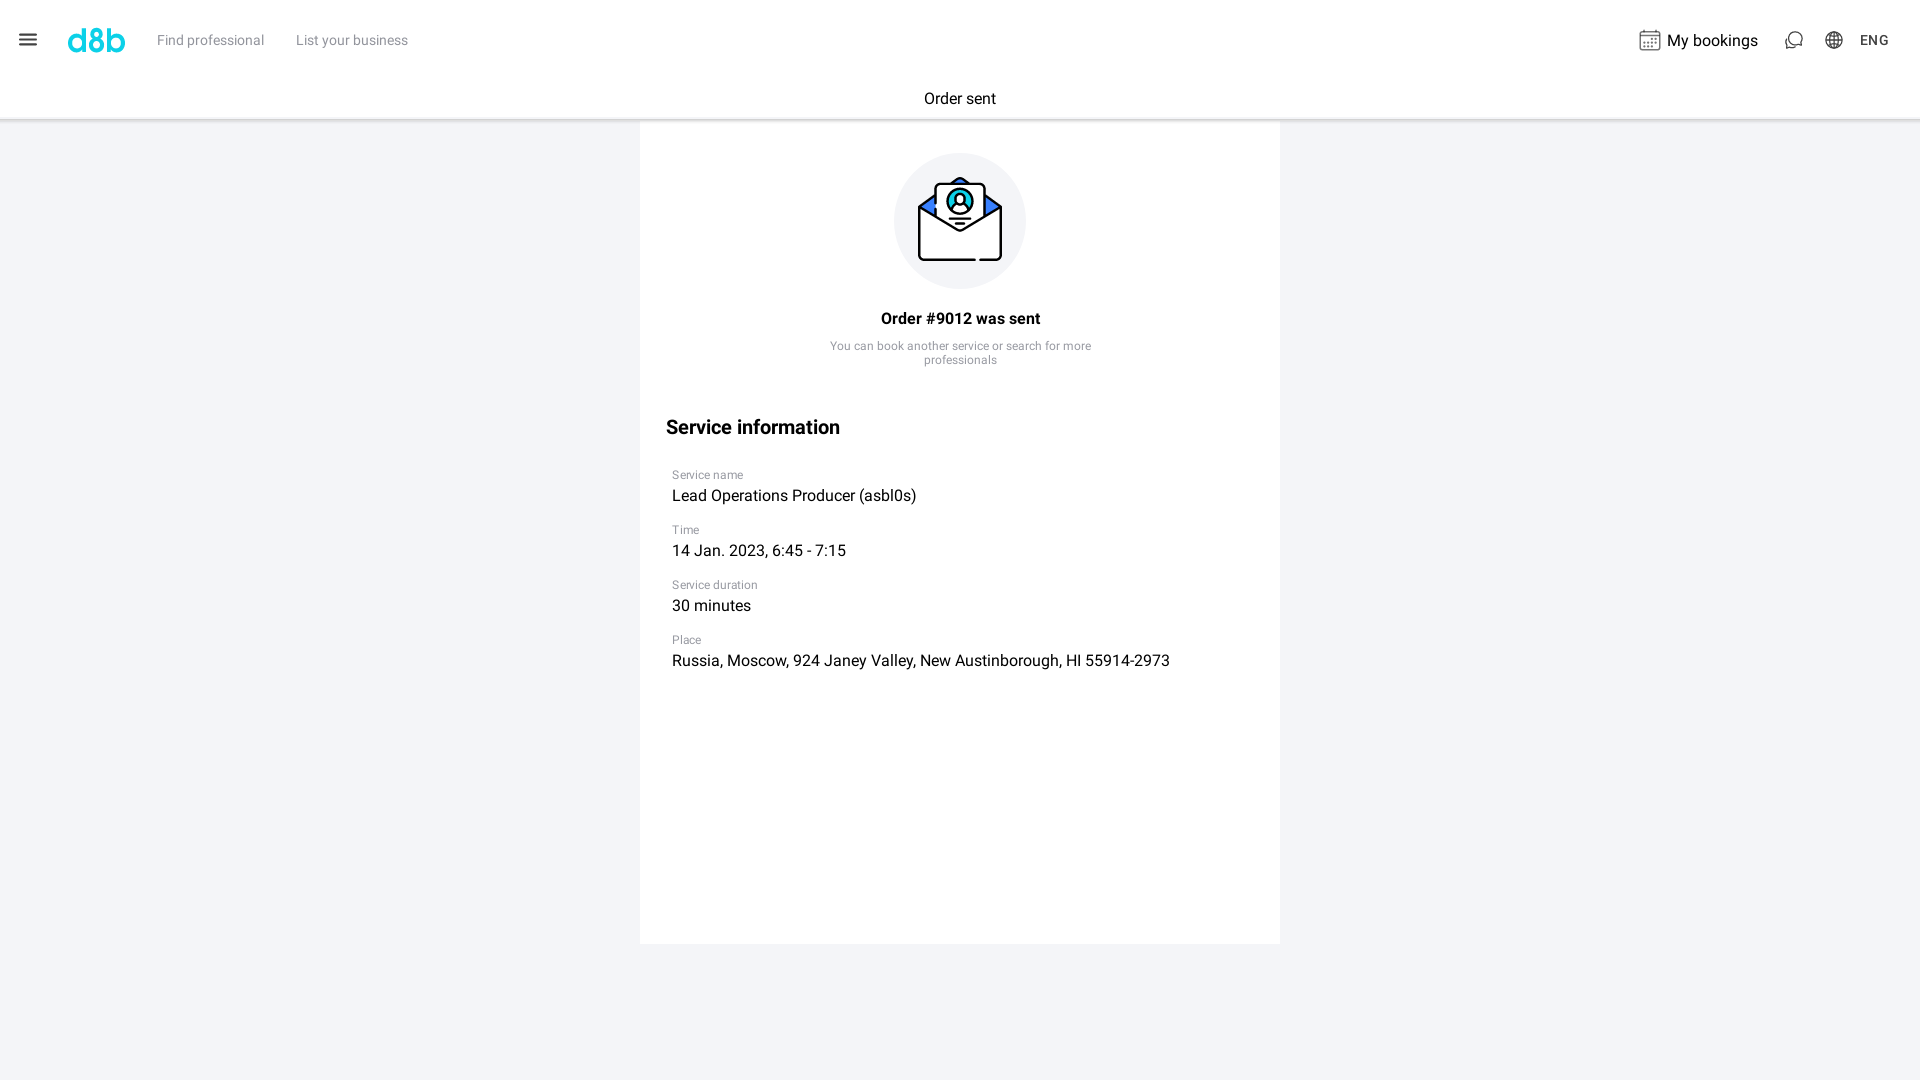 d8b
Find professional
List your business
My bookings
ENG
Order sent
Order #9012 was sent
You can book another service or search for more
professionals
Service information
Service name
Lead Operations Producer (asbl0s)
Time
14 Jan. 2023, 6:45 - 7:15
Service duration
30 minutes
Place
Russia, Moscow, 924 Janey Valley, New Austinborough, HI 55914-2973